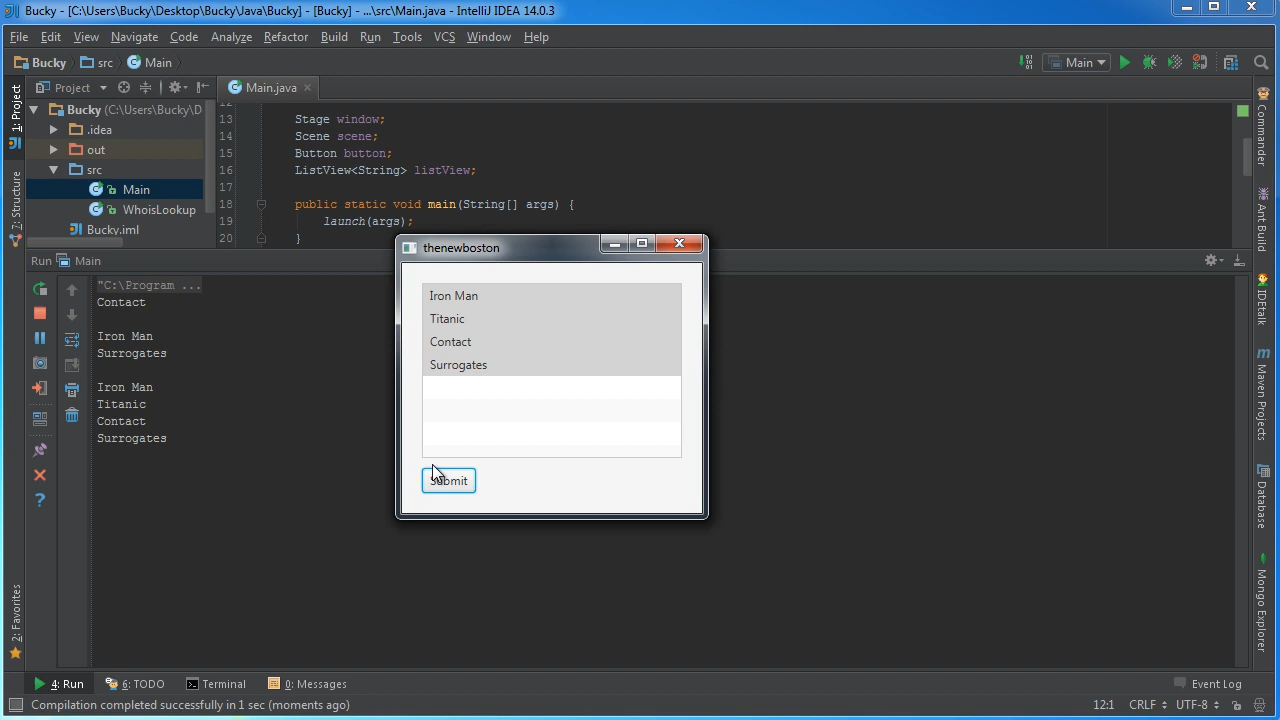 Bucky - [C:\Users\Bucky\Desktop\Bucky\Java\Bucky] - [Bucky] - ...\src\Main.java - IntelliJ IDEA 14.0.3
File Edit View Navigate Code Analyze Refactor Build Run Tools VCS Window Help
Bucky src Main
Main
1: Project
7: Structure
2: Favorites
Project
Main.java
Bucky (C:\Users\Bucky\D
.idea
out
src
Main
WhoisLookup
Bucky.iml
13 Stage window;
14 Scene scene;
15 Button button;
16 ListView<String> listView;
17
18 public static void main(String[] args) {
19 launch(args);
20 }
Run Main
"C:\Program ...
Contact
Iron Man
Surrogates
Iron Man
Titanic
Contact
Surrogates
thenewboston
Iron Man
Titanic
Contact
Surrogates
Submit
Commander
Ant Build
IDEtalk
Maven Projects
Database
Mongo Explorer
4: Run 6: TODO Terminal 0: Messages Event Log
Compilation completed successfully in 1 sec (moments ago) 12:1 CRLF UTF-8